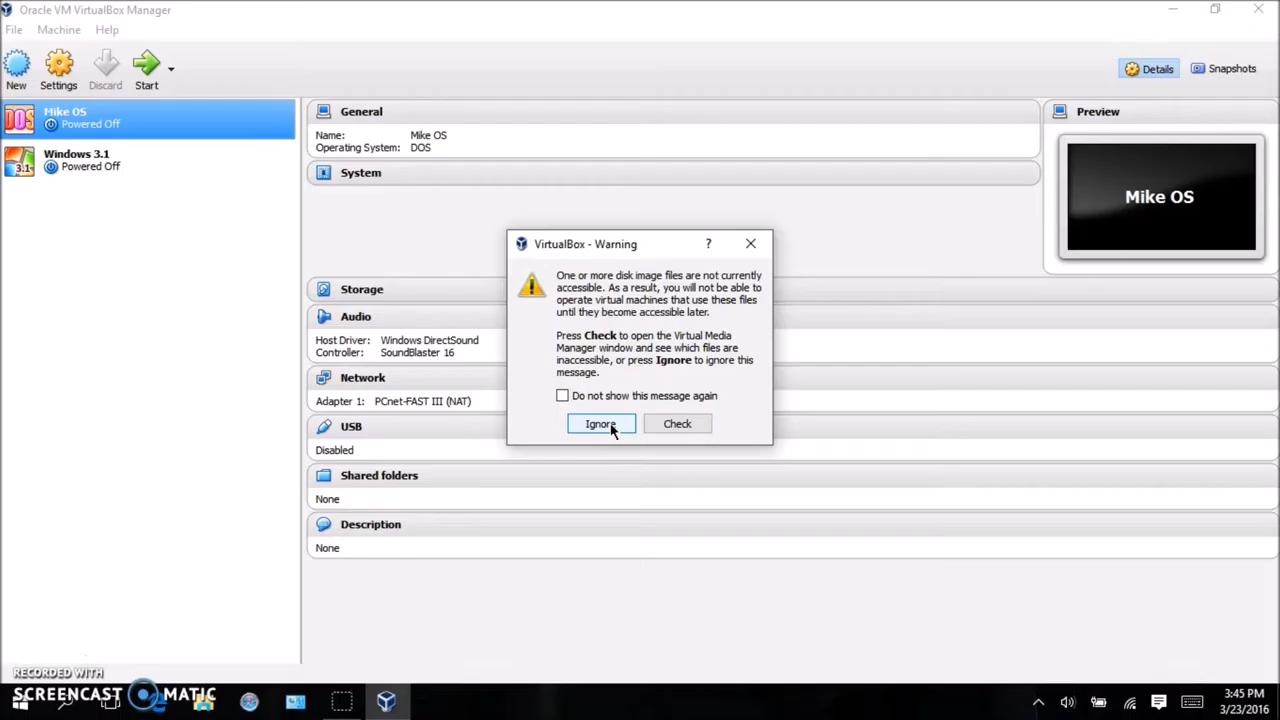 Oracle VM VirtualBox Manager
File Machine Help
New Settings Discard Start
Details Snapshots
DOS
Mike OS
Powered Off
3.1
Windows 3.1
Powered Off
General
Name: Mike OS
Operating System: DOS
System
Preview
Mike OS
Storage
Audio
Host Driver: Windows DirectSound
Controller: SoundBlaster 16
Network
Adapter 1: PCnet-FAST III (NAT)
USB
Disabled
Shared folders
None
Description
None
VirtualBox - Warning
?
One or more disk image files are not currently
accessible. As a result, you will not be able to
operate virtual machines that use these files
until they become accessible later.
Press Check to open the Virtual Media
Manager window and see which files are
inaccessible, or press Ignore to ignore this
message.
Do not show this message again
Ignore Check
RECORDED WITH
SCREENCAST MATIC
3:45 PM
3/23/2016